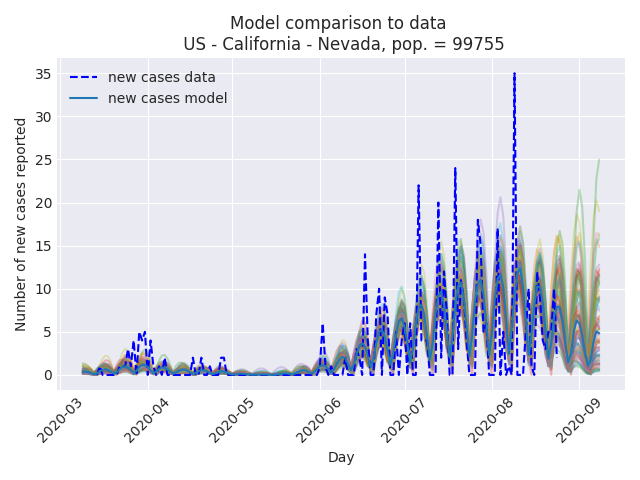 Model comparison to data
US - California - Nevada, pop. = 99755
new cases data
new cases model
Number of new cases reported
35
30
25
20
15
10
5
0
2020-03
2020-04
2020-05
2020-06
2020-07
2020-08
2020-09
Day